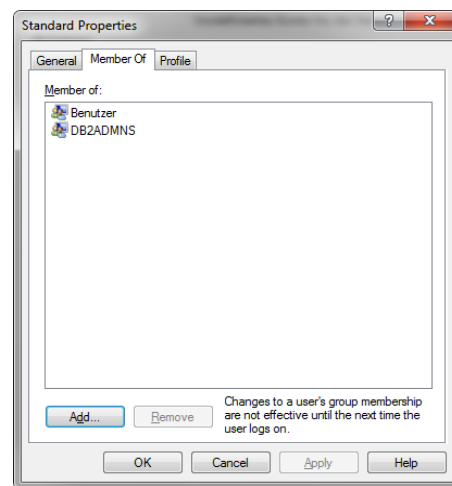 Standard Properties
General Member Of Profile
Member of:
Benutzer
DB2ADMNS
Add... Remove
Changes to a user's group membership
are not effective until the next time the
user logs on.
OK Cancel Apply Help